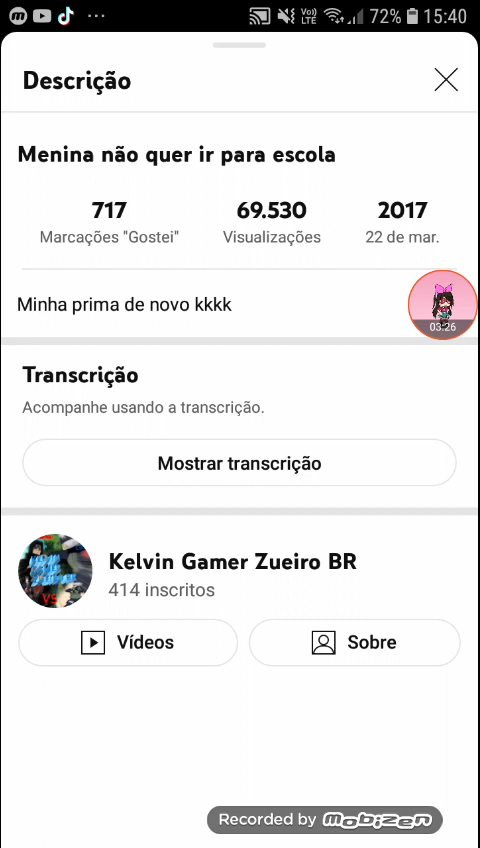 Vo))
LTE
72%
15:40
Descrição
Menina não quer ir para escola
717
69.530
2017
Marcações "Gostei"
Visualizações
22 de mar.
Minha prima de novo kkkk
03:26
Transcrição
Acompanhe usando a transcrição.
Mostrar transcrição
Kelvin Gamer Zueiro BR
414 inscritos
Vídeos
Sobre
Recorded by Mobizen